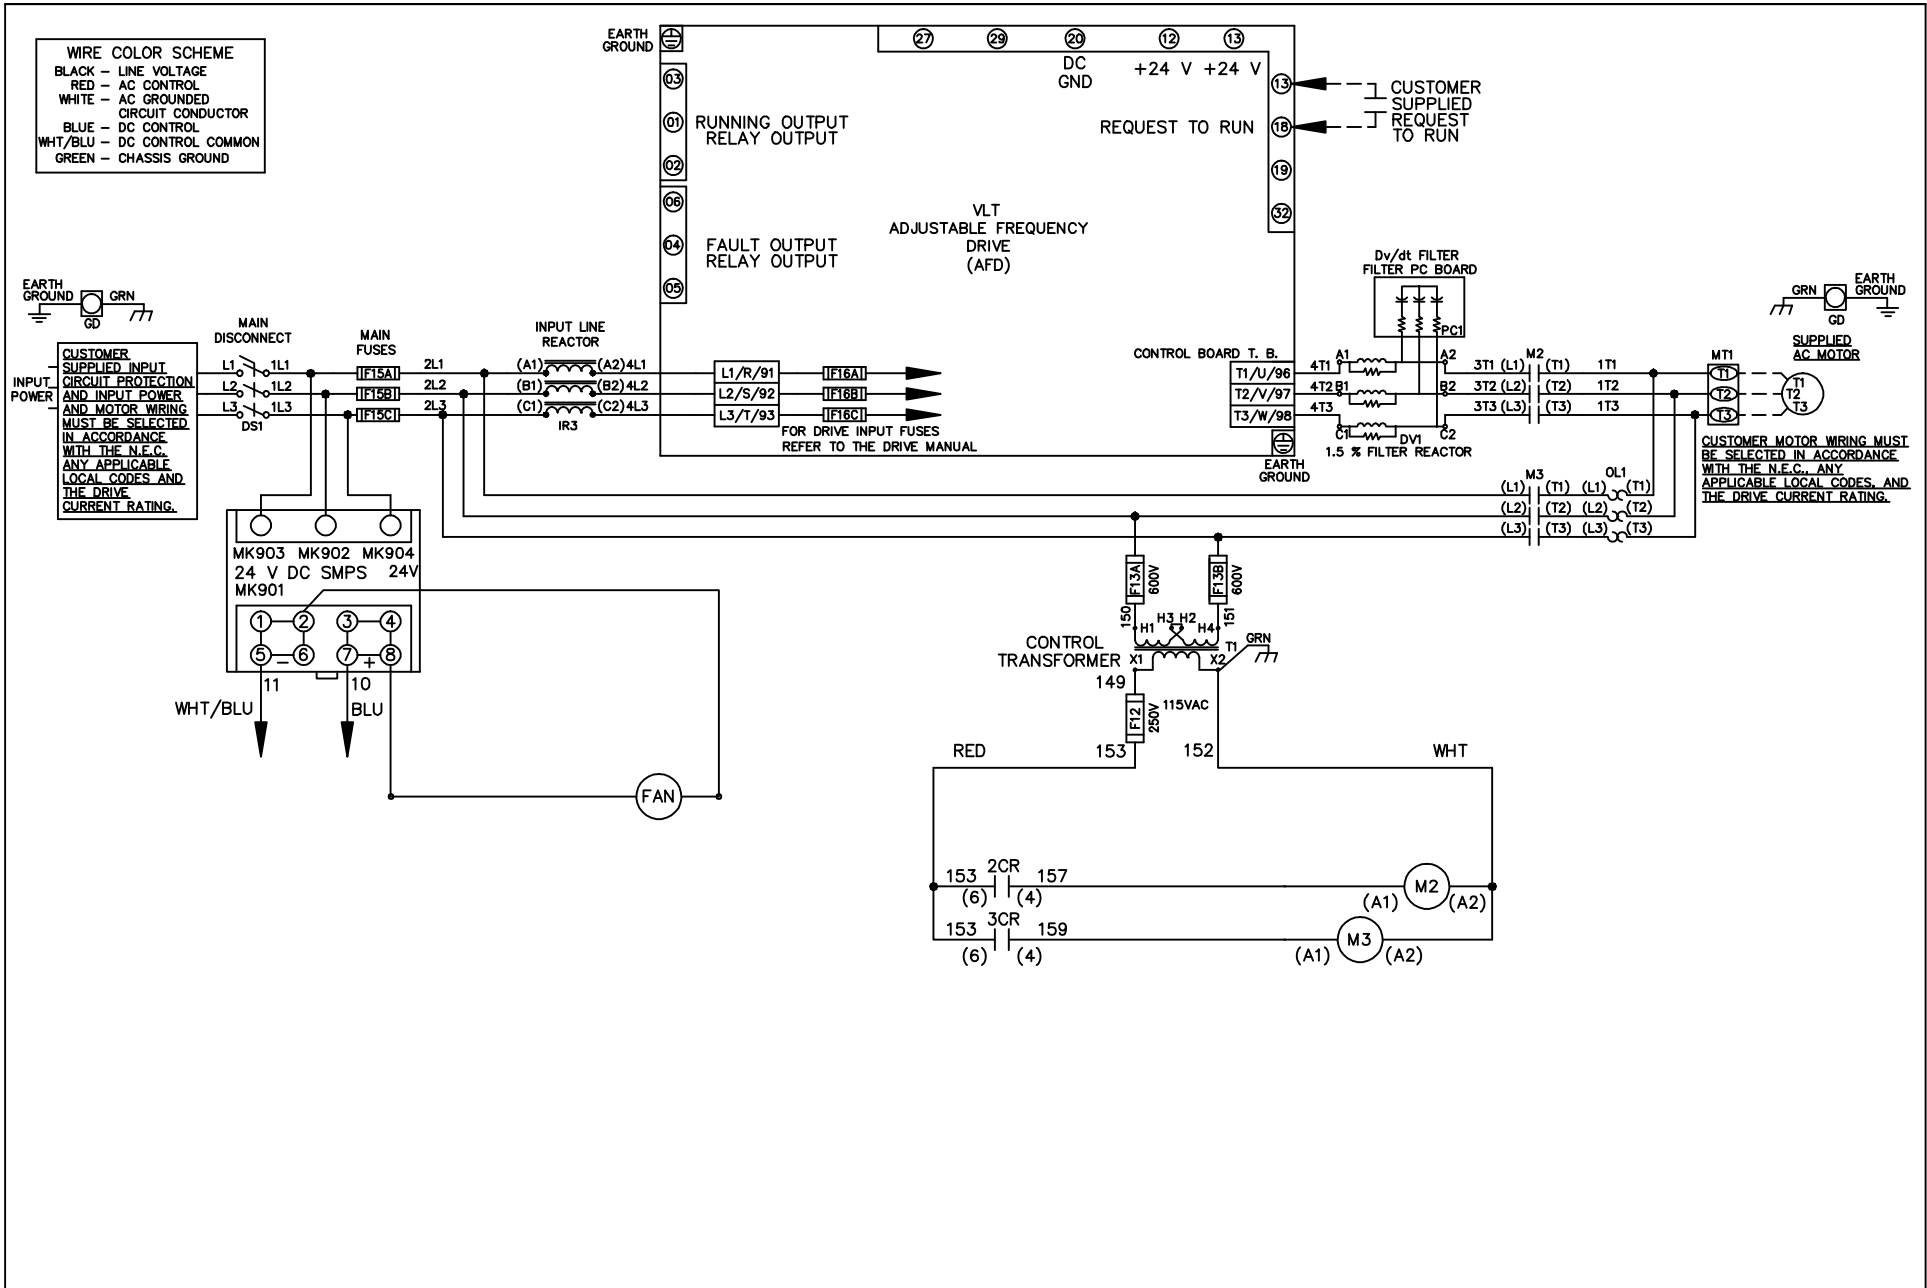 WIRE COLOR SCHEME
BLACK – LINE VOLTAGE
RED – AC CONTROL
WHITE – AC GROUNDED
CIRCUIT CONDUCTOR
BLUE – DC CONTROL
WHT/BLU – DC CONTROL COMMON
GREEN – CHASSIS GROUND
EARTH
GROUND
03
01
02
RUNNING OUTPUT
RELAY OUTPUT
06
04
05
FAULT OUTPUT
RELAY OUTPUT
27
29
20
12
13
DC
GND
+24 V
+24 V
13
18
19
32
REQUEST TO RUN
CUSTOMER
SUPPLIED
REQUEST
TO RUN
VLT
ADJUSTABLE FREQUENCY
DRIVE
(AFD)
Dv/dt FILTER
FILTER PC BOARD
PC1
EARTH
GROUND
GRN
GD
INPUT
POWER
CUSTOMER
SUPPLIED INPUT
CIRCUIT PROTECTION
AND INPUT POWER
AND MOTOR WIRING
MUST BE SELECTED
IN ACCORDANCE
WITH THE N.E.C.
ANY APPLICABLE
LOCAL CODES AND
THE DRIVE
CURRENT RATING.
MAIN
DISCONNECT
L1 1L1
L2 1L2
L3 1L3
DS1
MAIN
FUSES
F15A
F15B
F15C
2L1
2L2
2L3
INPUT LINE
REACTOR
(A1) (A2) 4L1
(B1) (B2) 4L2
(C1) (C2) 4L3
IR3
L1/R/91
L2/S/92
L3/T/93
F16A
F16B
F16C
FOR DRIVE INPUT FUSES
REFER TO THE DRIVE MANUAL
CONTROL BOARD T. B.
T1/U/96
T2/V/97
T3/W/98
EARTH
GROUND
4T1 A1 A2
4T2 B1 B2
4T3 C1 C2
DV1
1.5 % FILTER REACTOR
M2
3T1 (L1) (T1) 1T1
3T2 (L2) (T2) 1T2
3T3 (L3) (T3) 1T3
M3
OL1
(L1) (T1) (L1) (T1)
(L2) (T2) (L2) (T2)
(L3) (T3) (L3) (T3)
GRN
EARTH
GROUND
GD
SUPPLIED
AC MOTOR
MT1
T1
T2
T3
T1
T2
T3
CUSTOMER MOTOR WIRING MUST
BE SELECTED IN ACCORDANCE
WITH THE N.E.C., ANY
APPLICABLE LOCAL CODES, AND
THE DRIVE CURRENT RATING.
MK903 MK902 MK904
24 V DC SMPS 24V
MK901
1 2 3 4
5 – 6 7 + 8
11
10
WHT/BLU
BLU
FAN
F13A
600V
F13B
600V
150
151
H1 H3 H2 H4
T1
GRN
CONTROL
TRANSFORMER
X1 X2
149
F12
250V
115VAC
RED
153
152
WHT
153 2CR 157
(6) (4)
M2
(A1) (A2)
153 3CR 159
(6) (4)
M3
(A1) (A2)